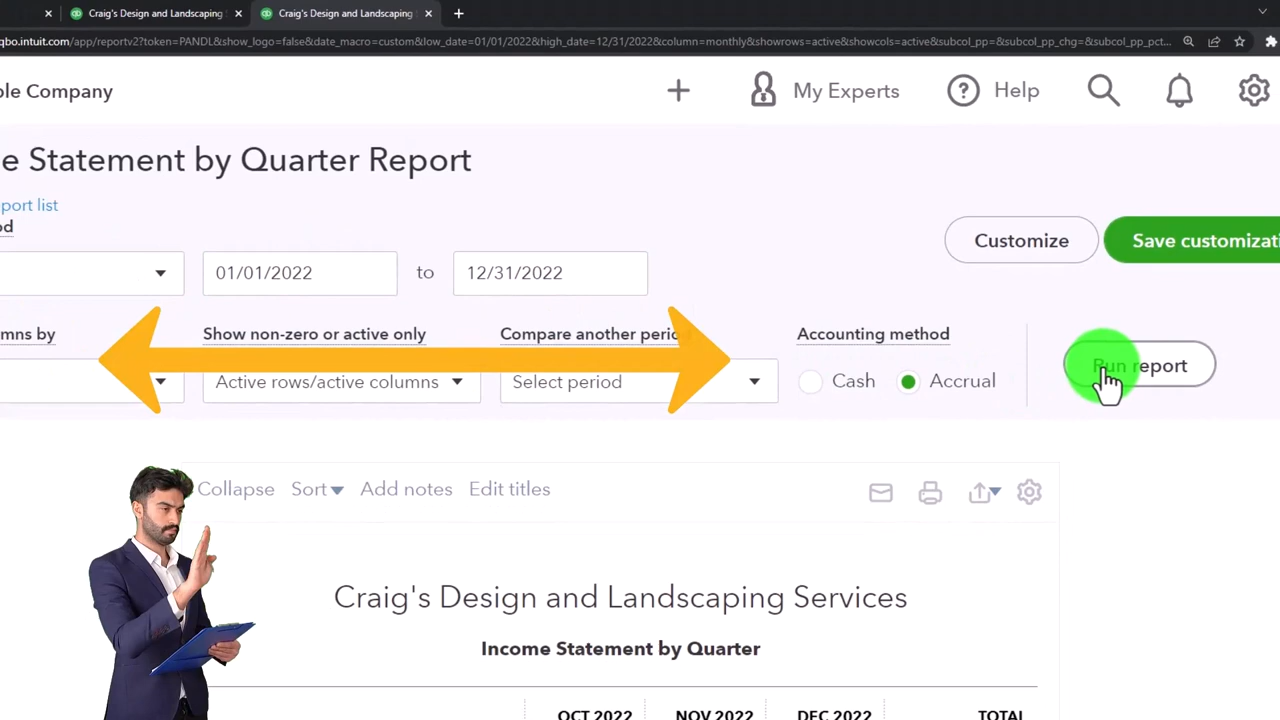 Craig's Design and Landscaping
Craig's Design and Landscaping
qbo.intuit.com/app/reportv2?token=PANDL&show_logo=false&date_macro=custom&low_date=01/01/2022&high_date=12/31/2022&column=monthly&showrows=active&showcols=active&subcol_pp=&subcol_pp_chg=&subcol_pp_pct...
ple Company
My Experts
Help
e Statement by Quarter Report
port list
od
Customize
Save customizati
01/01/2022 to 12/31/2022
mns by
Show non-zero or active only
Compare another perio
Accounting method
Active rows/active columns
Select period
Cash
Accrual
Run report
Collapse Sort Add notes Edit titles
Craig's Design and Landscaping Services
Income Statement by Quarter
OCT 2022 NOV 2022 DEC 2022 TOTAL